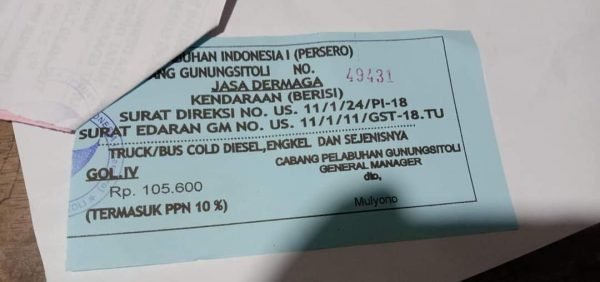 BUHAN INDONESIA I (PERSERO)
ANG GUNUNGSITOLI NO. 49431
JASA DERMAGA
KENDARAAN (BERISI)
SURAT DIREKSI NO. US. 11/1/24/PI-18
SURAT EDARAN GM NO. US. 11/1/11/GST-18.TU
TRUCK/BUS COLD DIESEL,ENGKEL DAN SEJENISNYA
GOL.IV
CABANG PELABUHAN GUNUNGSITOLI
GENERAL MANAGER
dto,
Rp. 105.600
Mulyono
(TERMASUK PPN 10 %)